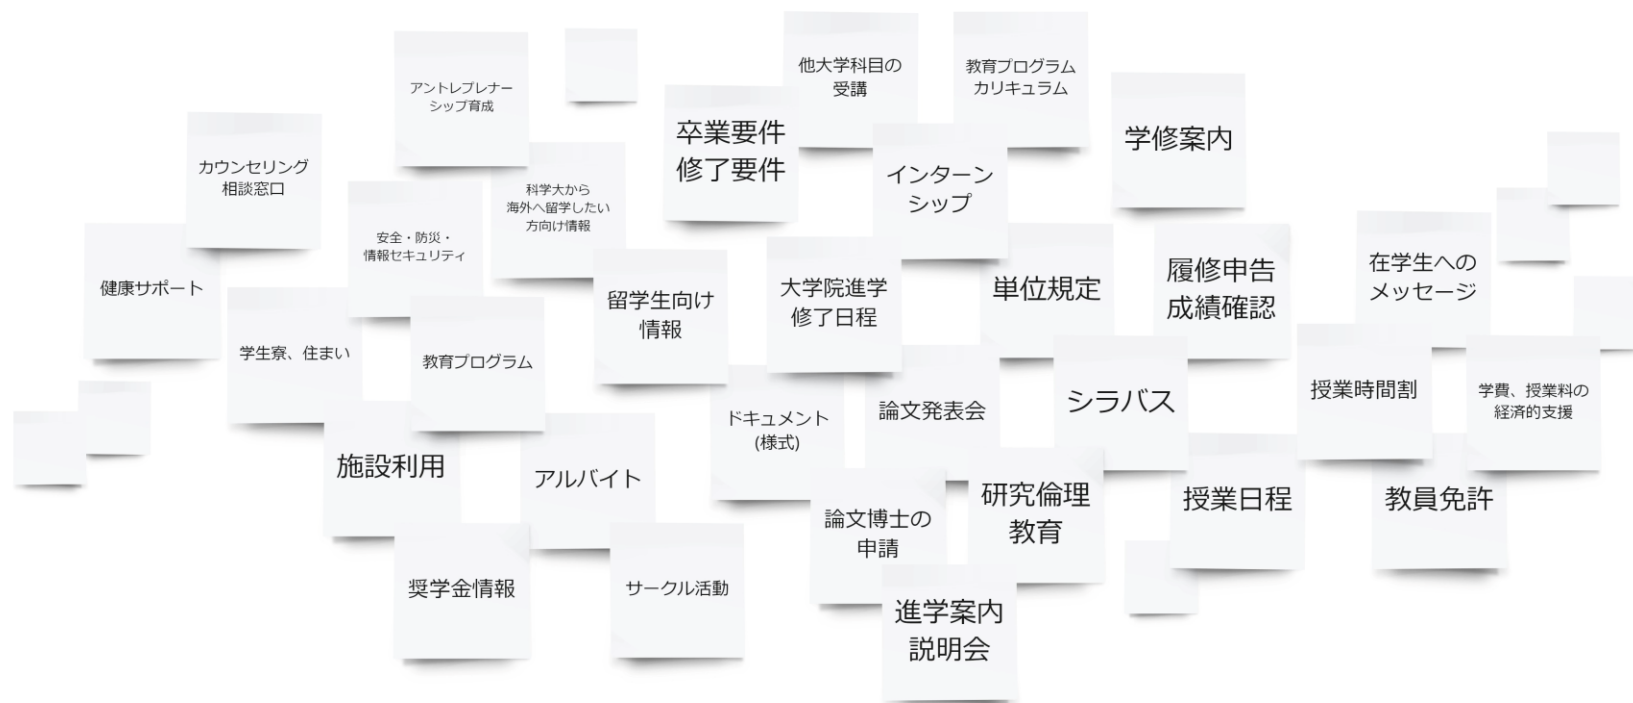 アントレプレナー
シップ育成
他大学科目の
受講
教育プログラム
カリキュラム
卒業要件
修了要件
学修案内
カウンセリング
相談窓口
科学大から
海外へ留学したい
方向け情報
インターン
シップ
安全・防災・
情報セキュリティ
健康サポート
留学生向け
情報
大学院進学
修了日程
単位規定
履修申告
成績確認
在学生への
メッセージ
学生寮、住まい
教育プログラム
ドキュメント
(様式)
論文発表会
シラバス
授業時間割
学費、授業料の
経済的支援
施設利用
アルバイト
論文博士の
申請
研究倫理
教育
授業日程
教員免許
奨学金情報
サークル活動
進学案内
説明会